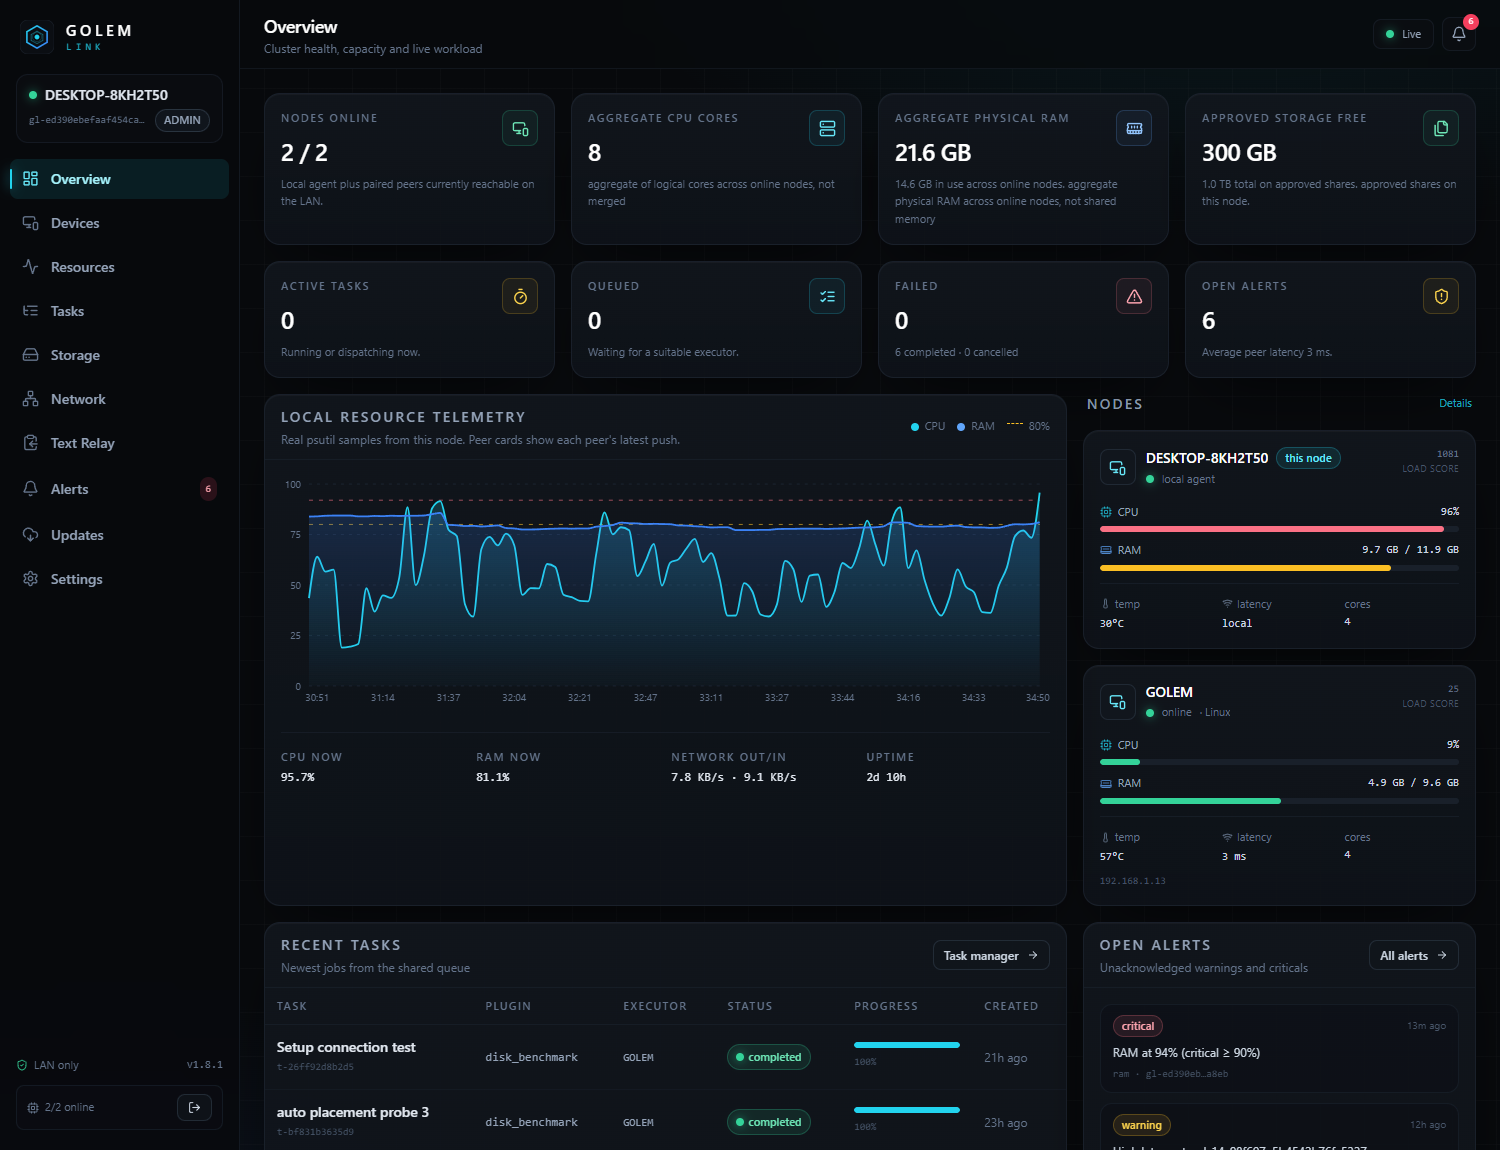 GOLEM
LINK
DESKTOP-8KH2T50
gl-ed390ebefaaf454ca…
ADMIN
Overview
Devices
Resources
Tasks
Storage
Network
Text Relay
Alerts
6
Updates
Settings
LAN only
v1.8.1
2/2 online
Overview
Cluster health, capacity and live workload
Live
6
NODES ONLINE
2 / 2
Local agent plus paired peers currently reachable on
the LAN.
AGGREGATE CPU CORES
8
aggregate of logical cores across online nodes, not
merged
AGGREGATE PHYSICAL RAM
21.6 GB
14.6 GB in use across online nodes. aggregate
physical RAM across online nodes, not shared
memory
APPROVED STORAGE FREE
300 GB
1.0 TB total on approved shares. approved shares on
this node.
ACTIVE TASKS
0
Running or dispatching now.
QUEUED
0
Waiting for a suitable executor.
FAILED
0
6 completed · 0 cancelled
OPEN ALERTS
6
Average peer latency 3 ms.
LOCAL RESOURCE TELEMETRY
Real psutil samples from this node. Peer cards show each peer's latest push.
CPU RAM 80%
100
75
50
25
0
30:51 31:14 31:37 32:04 32:21 32:47 33:11 33:27 33:44 34:16 34:33 34:50
CPU NOW
95.7%
RAM NOW
81.1%
NETWORK OUT/IN
7.8 KB/s · 9.1 KB/s
UPTIME
2d 10h
NODES
Details
DESKTOP-8KH2T50
this node
local agent
1081
LOAD SCORE
CPU 96%
RAM 9.7 GB / 11.9 GB
temp latency cores
30°C local 4
GOLEM
online · Linux
25
LOAD SCORE
CPU 9%
RAM 4.9 GB / 9.6 GB
temp latency cores
57°C 3 ms 4
192.168.1.13
RECENT TASKS
Newest jobs from the shared queue
Task manager →
TASK PLUGIN EXECUTOR STATUS PROGRESS CREATED
Setup connection test
t-26ff92d8b2d5
disk_benchmark GOLEM completed 100% 21h ago
auto placement probe 3
t-bf831b3635d9
disk_benchmark GOLEM completed 100% 23h ago
OPEN ALERTS
Unacknowledged warnings and criticals
All alerts →
critical 13m ago
RAM at 94% (critical ≥ 90%)
ram · gl-ed390eb…a8eb
warning 12h ago